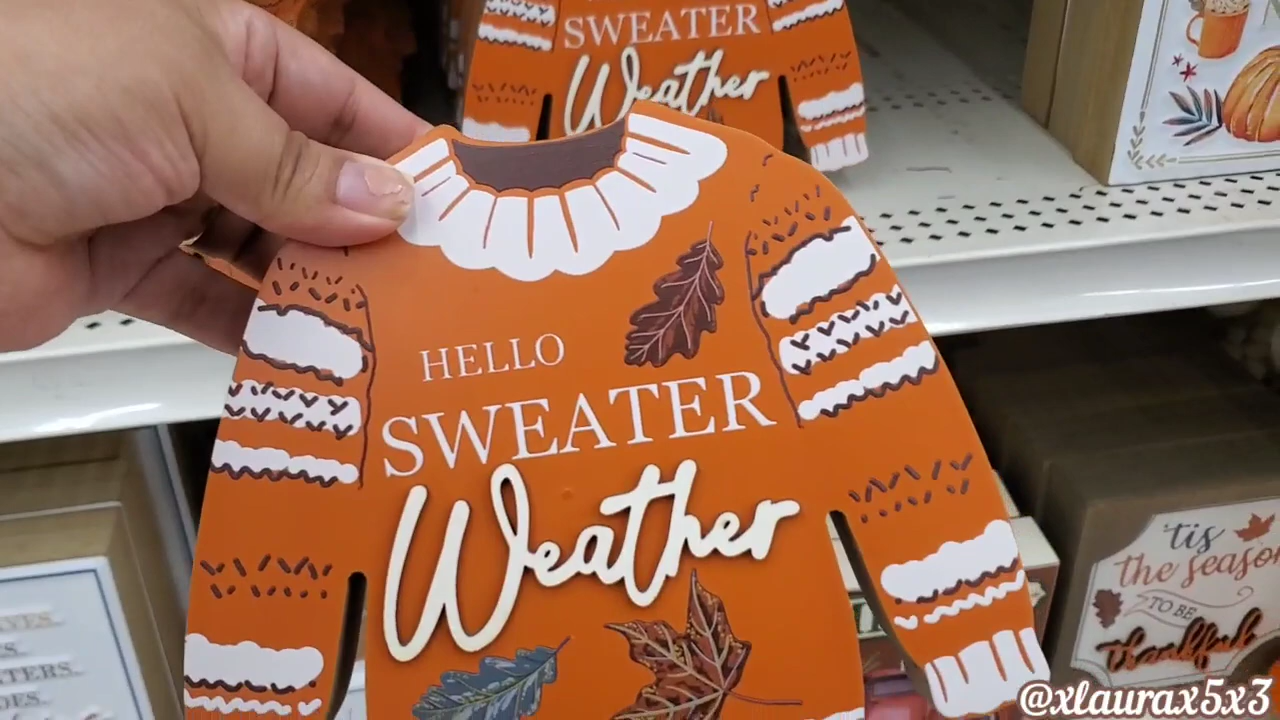 SWEATER
Weather
HELLO
SWEATER
Weather
'tis
the season
TO BE
thankful
@xlaurax5x3